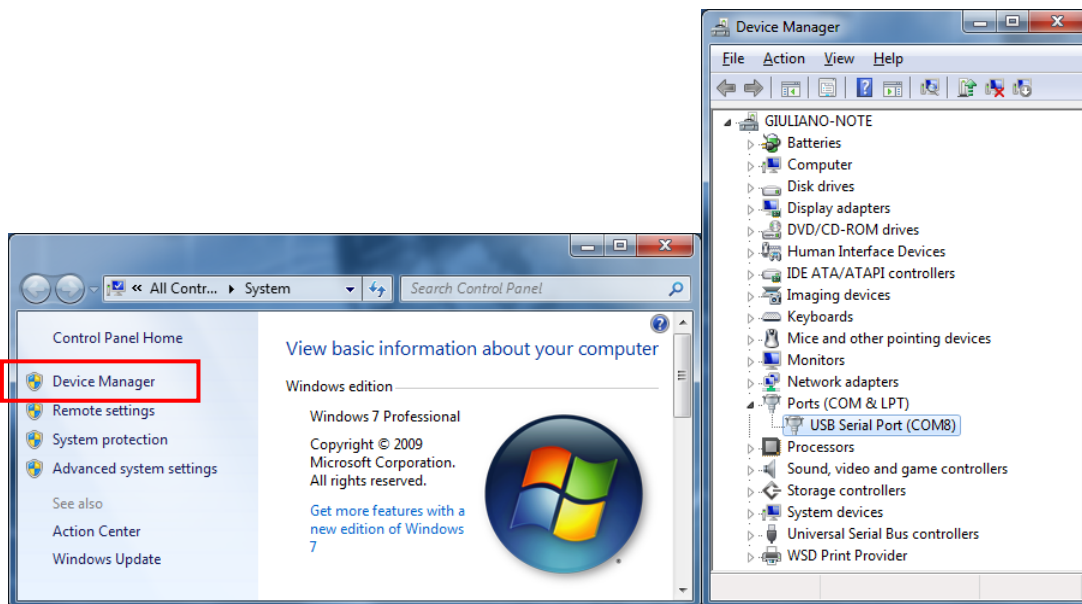 All Contr... System
Search Control Panel
Control Panel Home
Device Manager
Remote settings
System protection
Advanced system settings
See also
Action Center
Windows Update
View basic information about your computer
Windows edition
Windows 7 Professional
Copyright © 2009
Microsoft Corporation.
All rights reserved.
Get more features with a
new edition of Windows
7
Device Manager
File Action View Help
GIULIANO-NOTE
Batteries
Computer
Disk drives
Display adapters
DVD/CD-ROM drives
Human Interface Devices
IDE ATA/ATAPI controllers
Imaging devices
Keyboards
Mice and other pointing devices
Monitors
Network adapters
Ports (COM & LPT)
USB Serial Port (COM8)
Processors
Sound, video and game controllers
Storage controllers
System devices
Universal Serial Bus controllers
WSD Print Provider